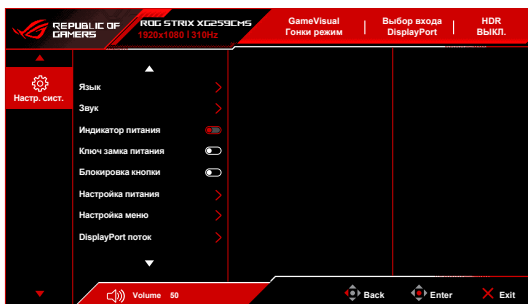 REPUBLIC OF
GAMERS
ROG STRIX XG259CMS
1920x1080 | 310Hz
GameVisual
Гонки режим
Выбор входа
DisplayPort
HDR
ВЫКЛ.
Настр. сист.
Язык
Звук
Индикатор питания
Ключ замка питания
Блокировка кнопки
Настройка питания
Настройка меню
DisplayPort поток
Volume 50
Back
Enter
Exit